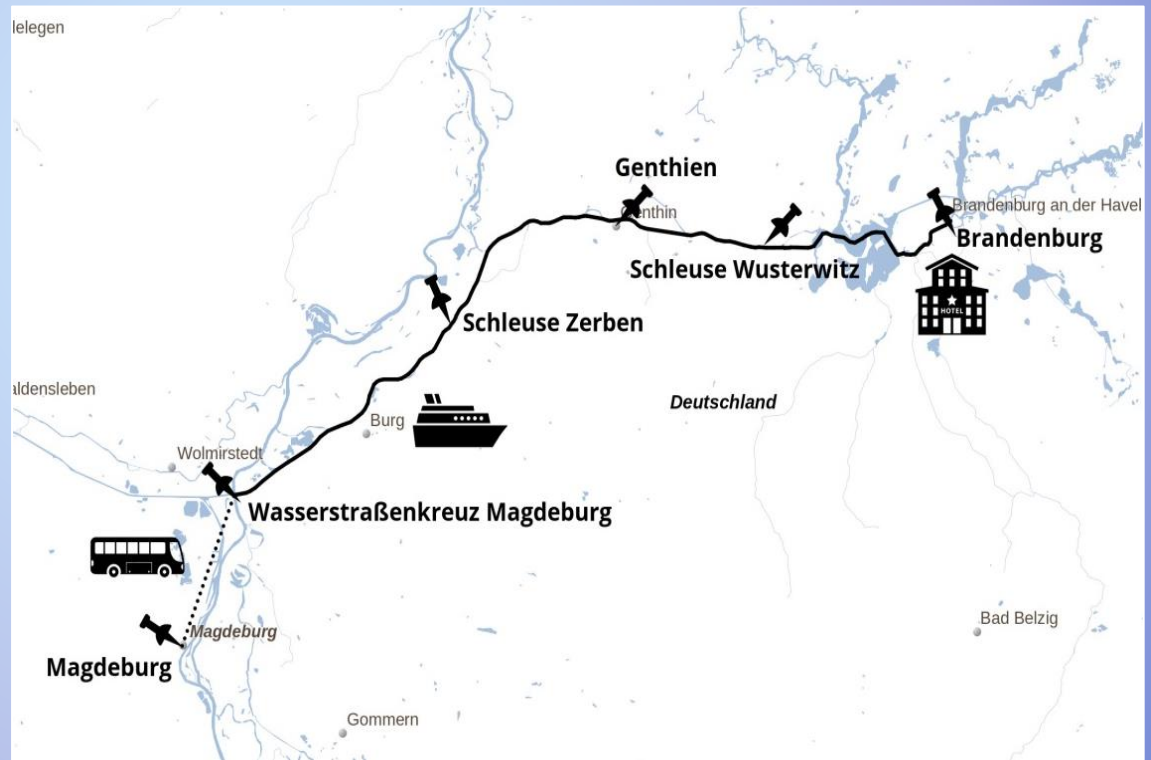 lelegen
Genthien
Genthin
Brandenburg an der Havel
Brandenburg
Schleuse Wusterwitz
HOTEL
Schleuse Zerben
aldensleben
Deutschland
Burg
Wolmirstedt
Wasserstraßenkreuz Magdeburg
Magdeburg
Magdeburg
Bad Belzig
Gommern